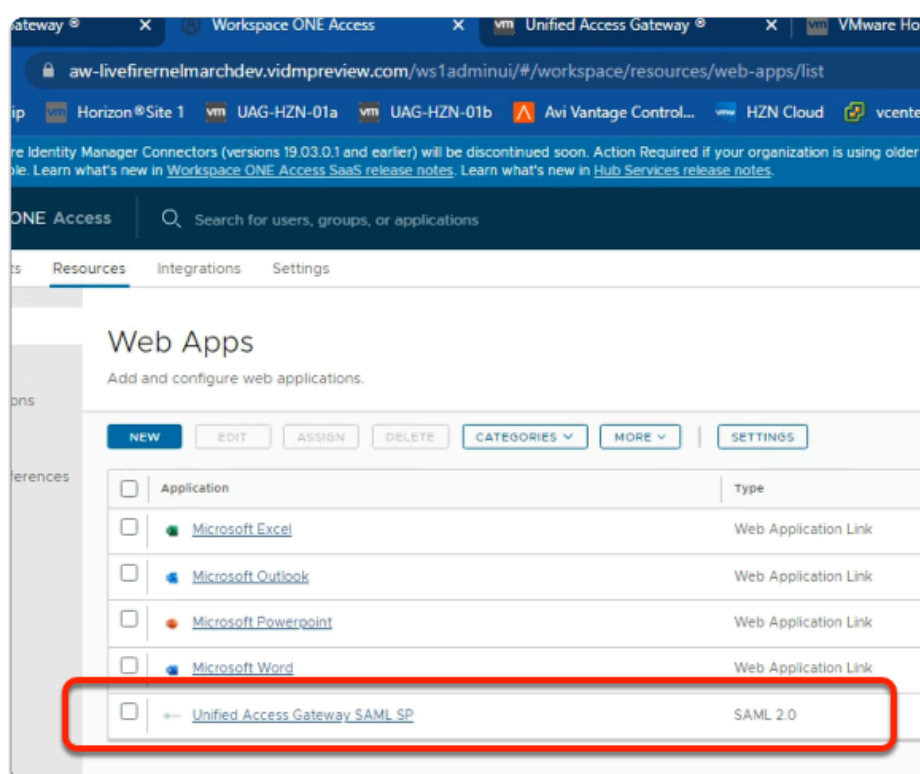 ateway ®
Workspace ONE Access
vm Unified Access Gateway ®
vm VMware Ho
aw-livefirernelmarchdev.vidmpreview.com/ws1adminui/#/workspace/resources/web-apps/list
ip
vm Horizon®Site 1
vm UAG-HZN-01a
vm UAG-HZN-01b
Avi Vantage Control...
vmw HZN Cloud
vcente
re Identity Manager Connectors (versions 19.03.0.1 and earlier) will be discontinued soon. Action Required if your organization is using older
ble. Learn what's new in Workspace ONE Access SaaS release notes. Learn what's new in Hub Services release notes.
ONE Access
Search for users, groups, or applications
ts Resources Integrations Settings
Web Apps
Add and configure web applications.
ons
ferences
NEW EDIT ASSIGN DELETE CATEGORIES MORE SETTINGS
Application Type
Microsoft Excel Web Application Link
Microsoft Outlook Web Application Link
Microsoft Powerpoint Web Application Link
Microsoft Word Web Application Link
Unified Access Gateway SAML SP SAML 2.0